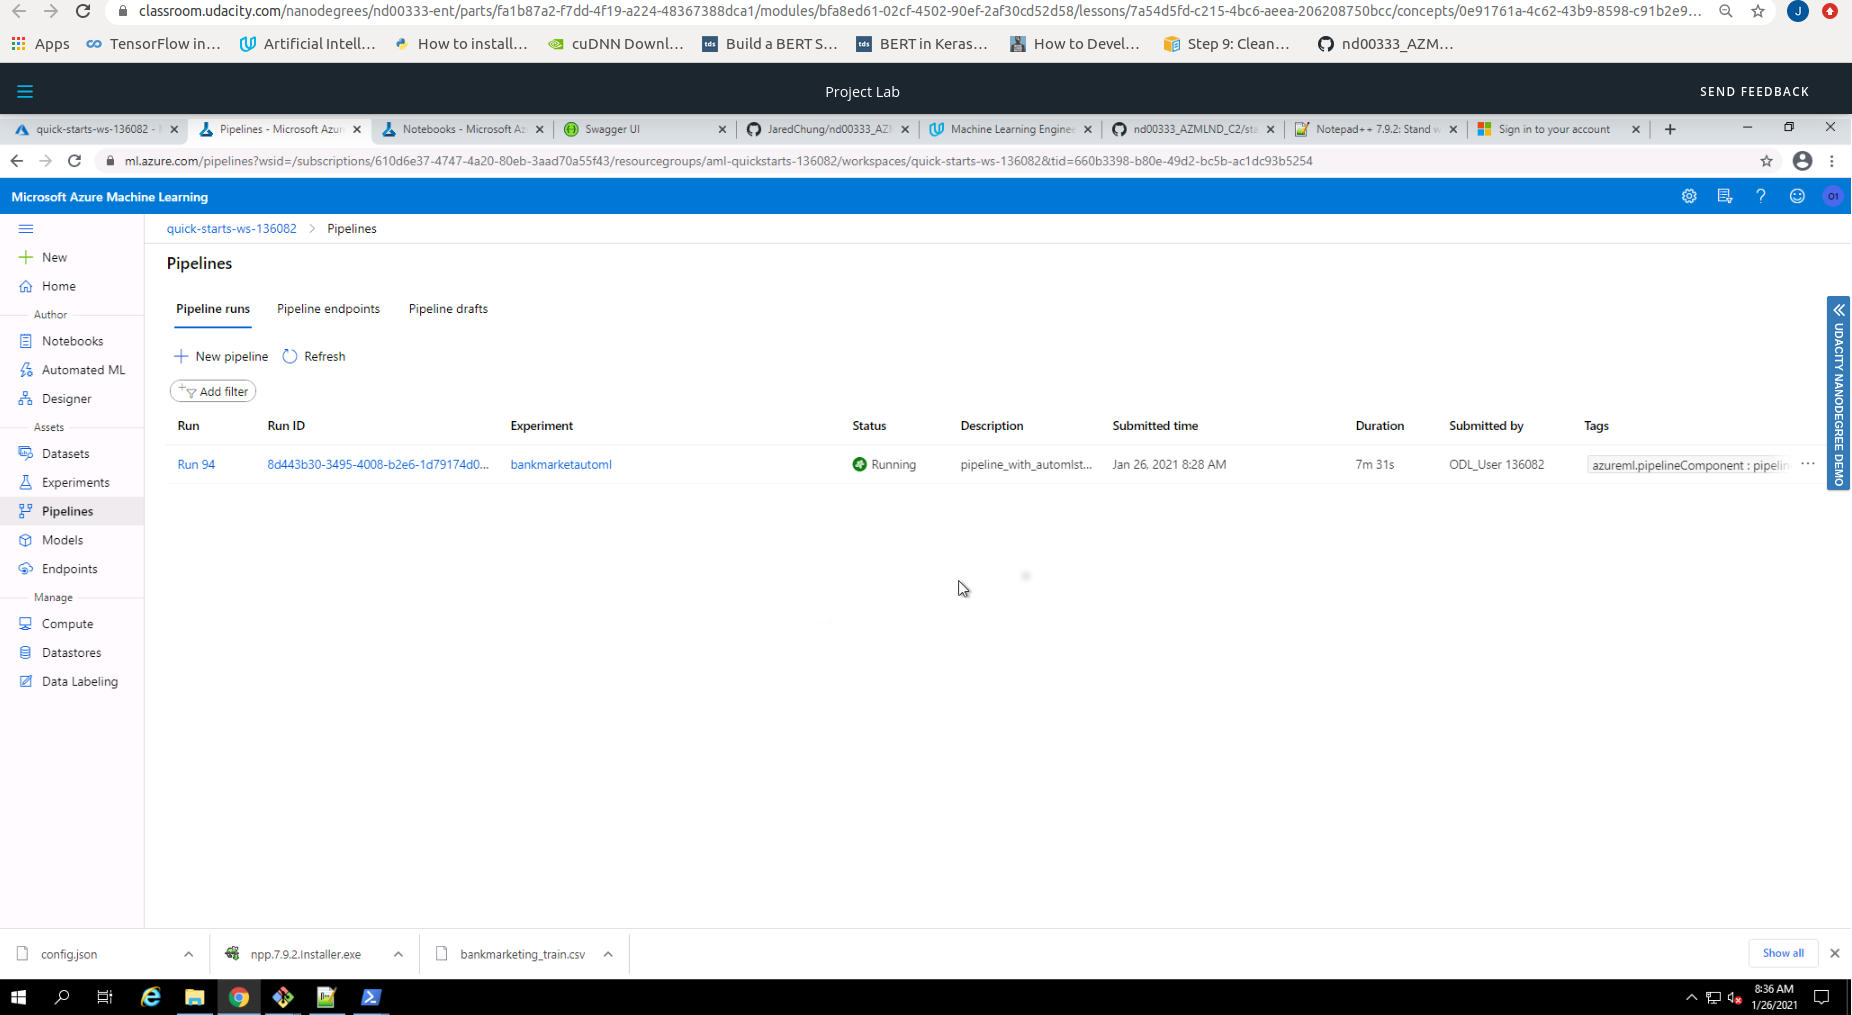 classroom.udacity.com/nanodegrees/nd00333-ent/parts/fa1b87a2-f7dd-4f19-a224-48367388dca1/modules/bfa8ed61-02cf-4502-90ef-2af30cd52d58/lessons/7a54d5fd-c215-4bc6-aeea-206208750bcc/concepts/0e91761a-4c62-43b9-8598-c91b2e9... J
Apps TensorFlow in... Artificial Intell... How to install... cuDNN Downl... Build a BERT S... BERT in Keras... How to Devel... Step 9: Clean... nd00333_AZM...
Project Lab SEND FEEDBACK
quick-starts-ws-136082 - Pipelines - Microsoft Azur Notebooks - Microsoft Az Swagger UI JaredChung/nd00333_AZ Machine Learning Enginee nd00333_AZMLND_C2/sta Notepad++ 7.9.2: Stand w Sign in to your account
ml.azure.com/pipelines?wsid=/subscriptions/610d6e37-4747-4a20-80eb-3aad70a55f43/resourcegroups/aml-quickstarts-136082/workspaces/quick-starts-ws-136082&tid=660b3398-b80e-49d2-bc5b-ac1dc93b5254
Microsoft Azure Machine Learning 01
quick-starts-ws-136082 > Pipelines
New
Home
Author
Notebooks
Automated ML
Designer
Assets
Datasets
Experiments
Pipelines
Models
Endpoints
Manage
Compute
Datastores
Data Labeling
Pipelines
Pipeline runs Pipeline endpoints Pipeline drafts
New pipeline Refresh
Add filter
Run Run ID Experiment Status Description Submitted time Duration Submitted by Tags
Run 94 8d443b30-3495-4008-b2e6-1d79174d0... bankmarketautoml Running pipeline_with_automlst... Jan 26, 2021 8:28 AM 7m 31s ODL_User 136082 azureml.pipelineComponent : pipelin ...
UDACITY NANODEGREE DEMO
config.json npp.7.9.2.Installer.exe bankmarketing_train.csv Show all
8:36 AM
1/26/2021